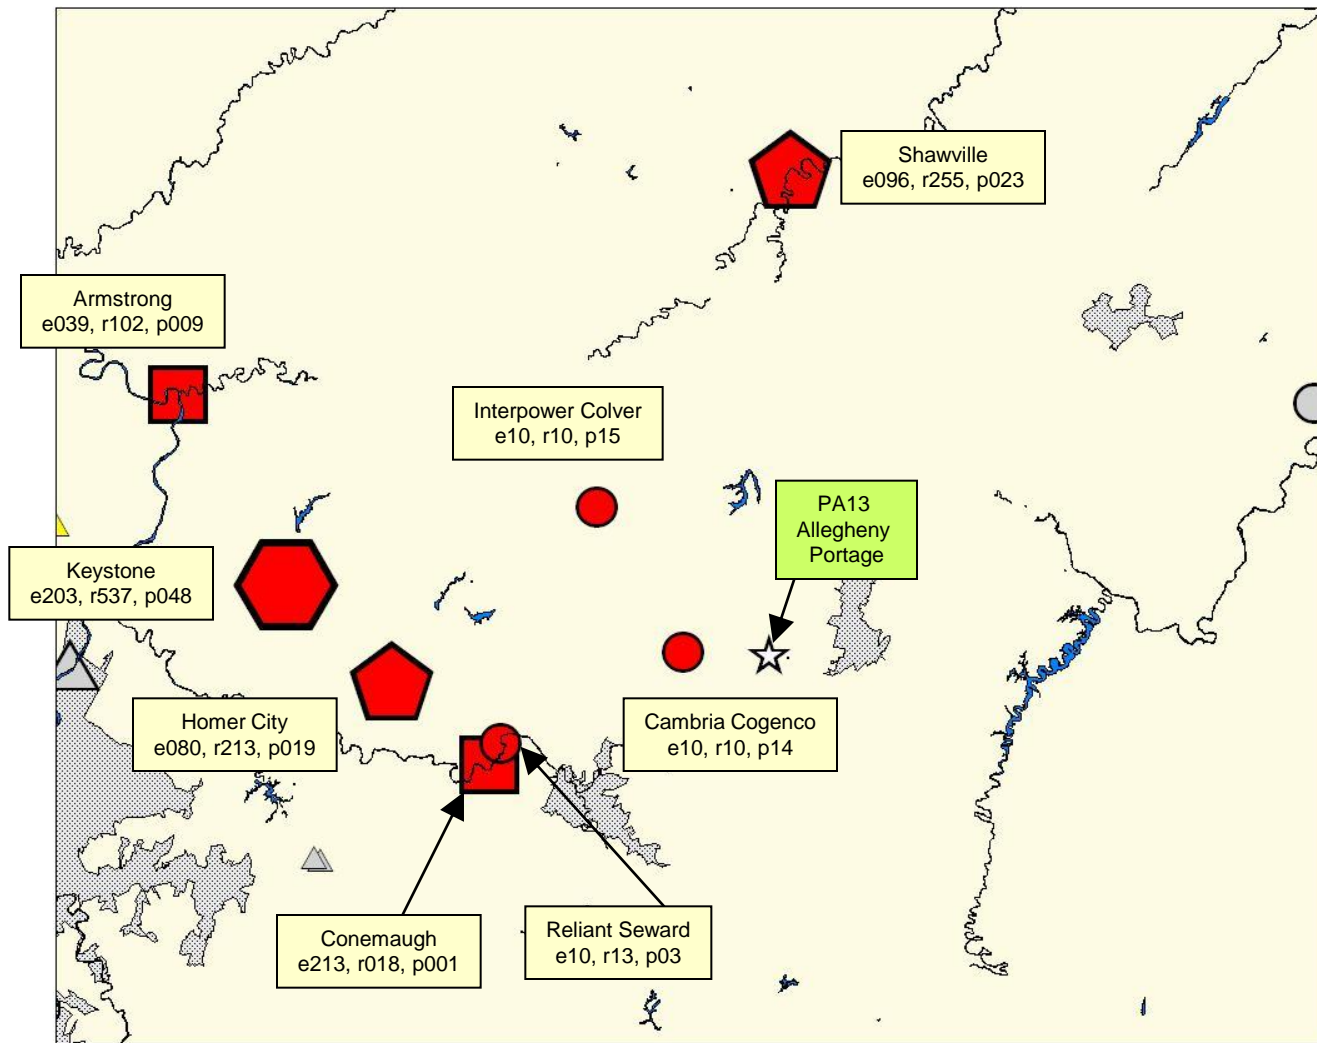 Shawville
e096, r255, p023
Armstrong
e039, r102, p009
Interpower Colver
e10, r10, p15
PA13
Allegheny
Portage
Keystone
e203, r537, p048
Homer City
e080, r213, p019
Cambria Cogenco
e10, r10, p14
Conemaugh
e213, r018, p001
Reliant Seward
e10, r13, p03